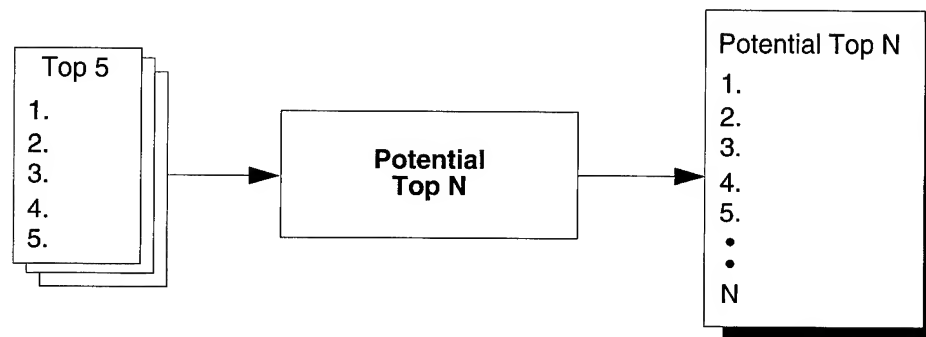 Top 5
1.
2.
3.
4.
5.
Potential
Top N
Potential Top N
1.
2.
3.
4.
5.
•
•
N